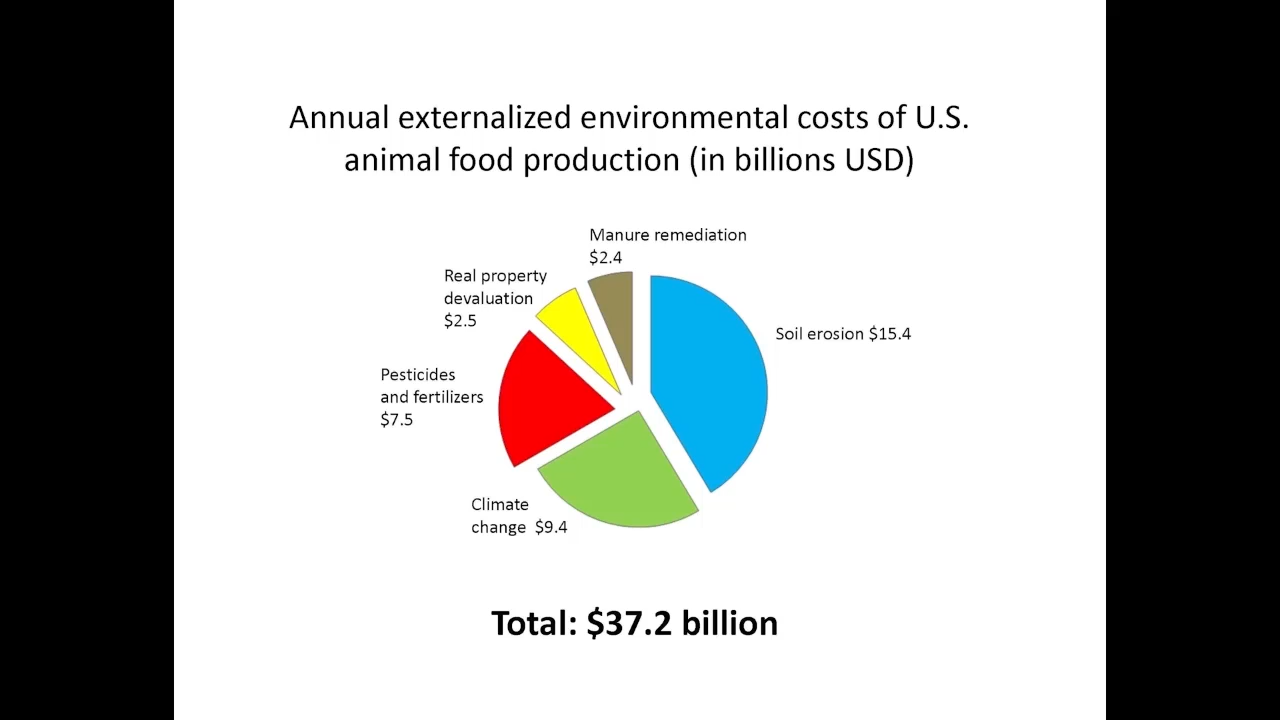 Annual externalized environmental costs of U.S.
animal food production (in billions USD)
Manure remediation
$2.4
Real property
devaluation
$2.5
Soil erosion $15.4
Pesticides
and fertilizers
$7.5
Climate
change $9.4
Total: $37.2 billion